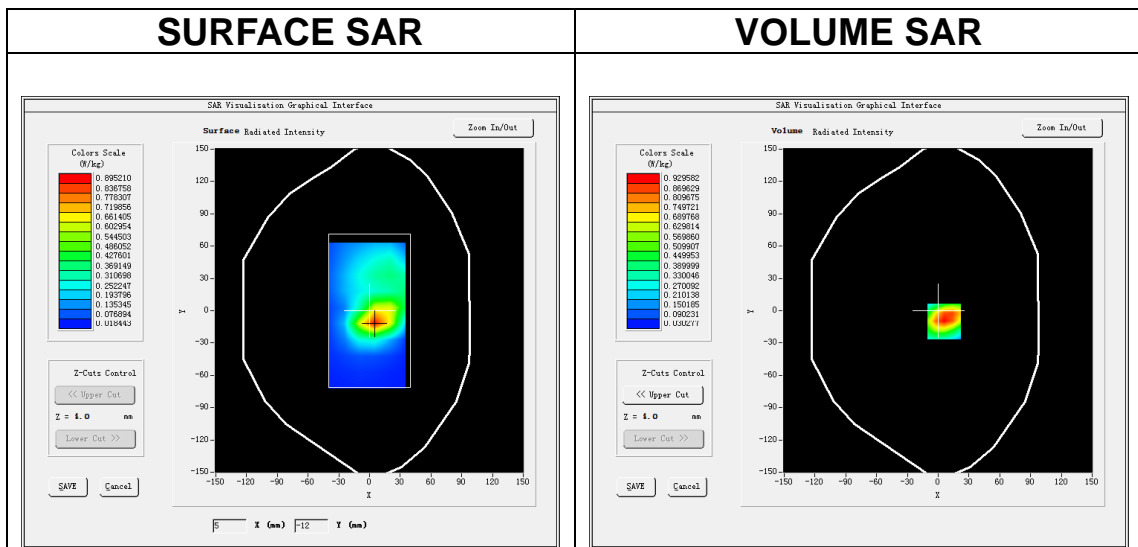 SURFACE SAR
VOLUME SAR
SAR Visualisation Graphical Interface
Surface Radiated Intensity
Zoom In/Out
Colors Scale
(W/kg)
0.895210
0.836758
0.778307
0.719856
0.661405
0.602954
0.544503
0.486052
0.427601
0.369149
0.310698
0.252247
0.193796
0.135345
0.076894
0.018443
Z-Cuts Control
<< Upper Cut
Z = 4.0 mm
Lower Cut >>
SAVE
Cancel
150
120
90
60
30
0
-30
-60
-90
-120
-150
Y
-150 -120 -90 -60 -30 0 30 60 90 120 150
X
5 X (mm) -12 Y (mm)
SAR Visualisation Graphical Interface
Volume Radiated Intensity
Zoom In/Out
Colors Scale
(W/kg)
0.929582
0.869629
0.809675
0.749721
0.689768
0.629814
0.569860
0.509907
0.449953
0.389999
0.330046
0.270092
0.210138
0.150185
0.090231
0.030277
Z-Cuts Control
<< Upper Cut
Z = 4.0 mm
Lower Cut >>
SAVE
Cancel
150
120
90
60
30
0
-30
-60
-90
-120
-150
Y
-150 -120 -90 -60 -30 0 30 60 90 120 150
X